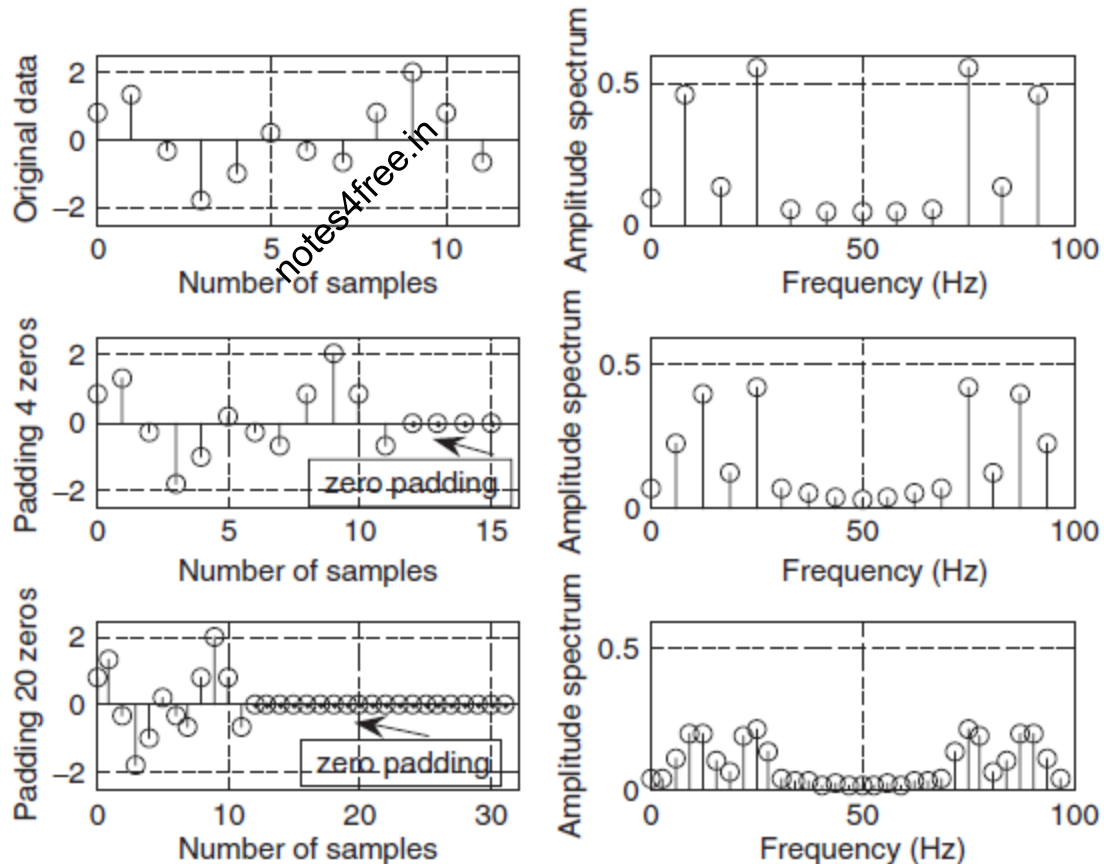 Original data
2
0
−2
0 5 10
Number of samples
notes4free.in
Amplitude spectrum
0.5
0
0 50 100
Frequency (Hz)
Padding 4 zeros
2
0
−2
zero padding
0 5 10 15
Number of samples
Amplitude spectrum
0.5
0
0 50 100
Frequency (Hz)
Padding 20 zeros
2
0
−2
zero padding
0 10 20 30
Number of samples
Amplitude spectrum
0.5
0
0 50 100
Frequency (Hz)